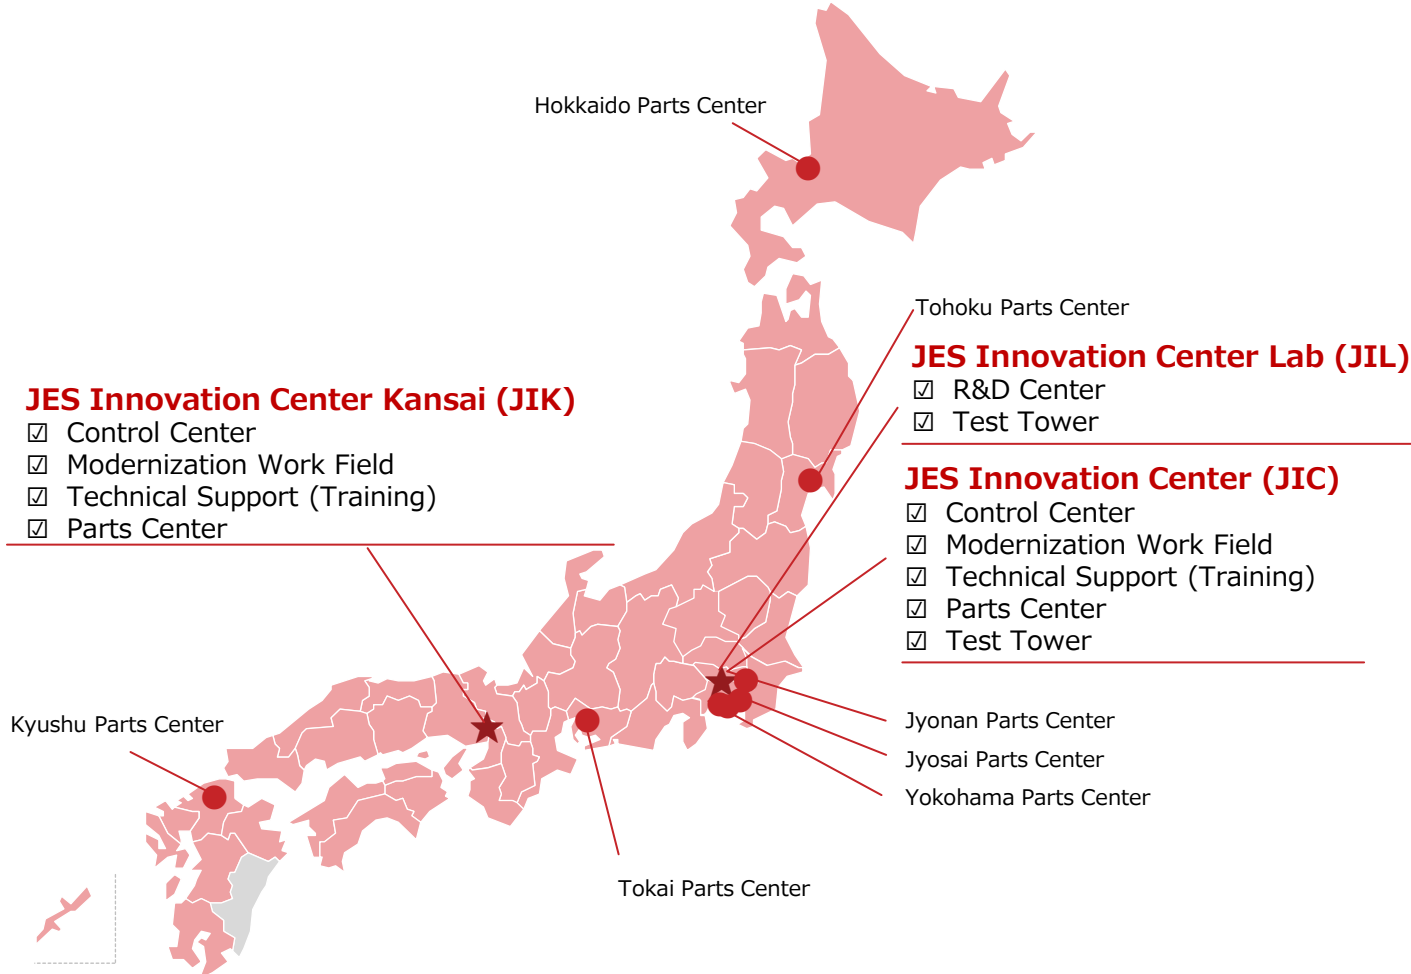 Hokkaido Parts Center
Tohoku Parts Center
JES Innovation Center Lab (JIL)
☑ R&D Center
☑ Test Tower
JES Innovation Center Kansai (JIK)
☑ Control Center
☑ Modernization Work Field
☑ Technical Support (Training)
☑ Parts Center
JES Innovation Center (JIC)
☑ Control Center
☑ Modernization Work Field
☑ Technical Support (Training)
☑ Parts Center
☑ Test Tower
Kyushu Parts Center
Jyonan Parts Center
Jyosai Parts Center
Yokohama Parts Center
Tokai Parts Center